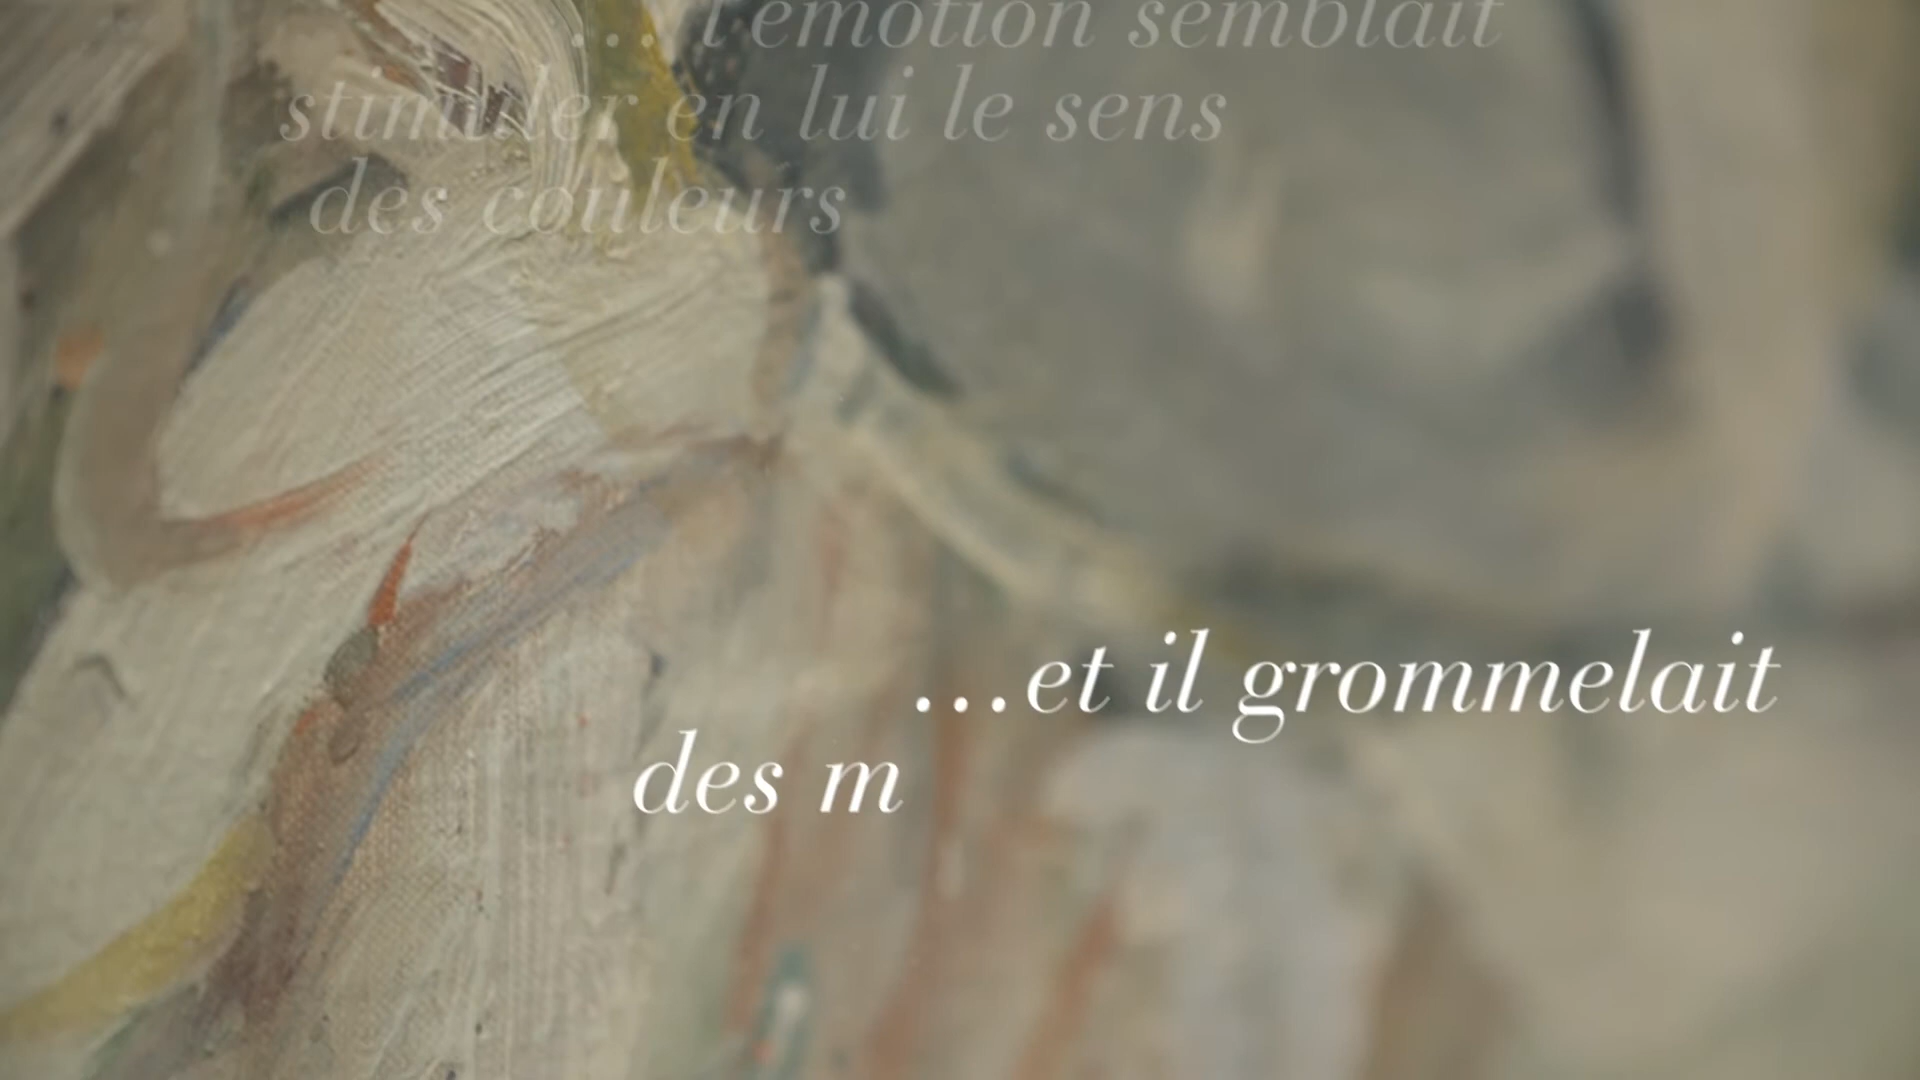 ... l'émotion semblait
stimuler en lui le sens
des couleurs
...et il grommelait
des m